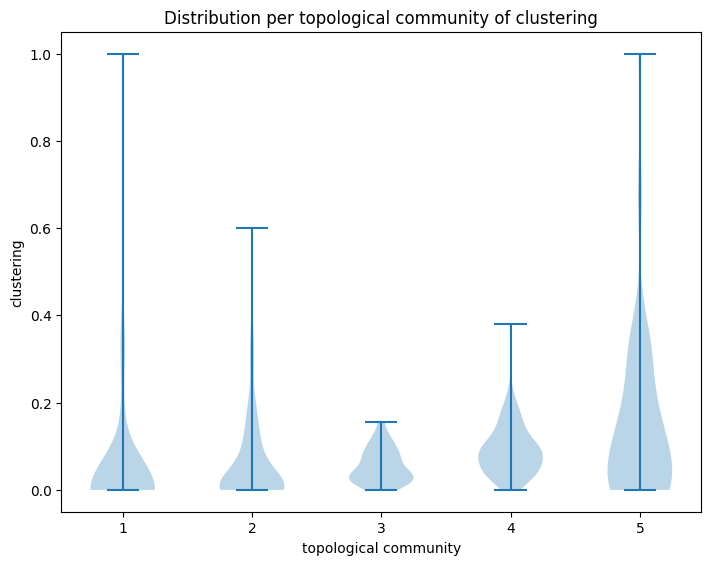 Distribution per topological community of clustering
1.0
0.8
0.6
0.4
0.2
0.0
clustering
1 2 3 4 5
topological community